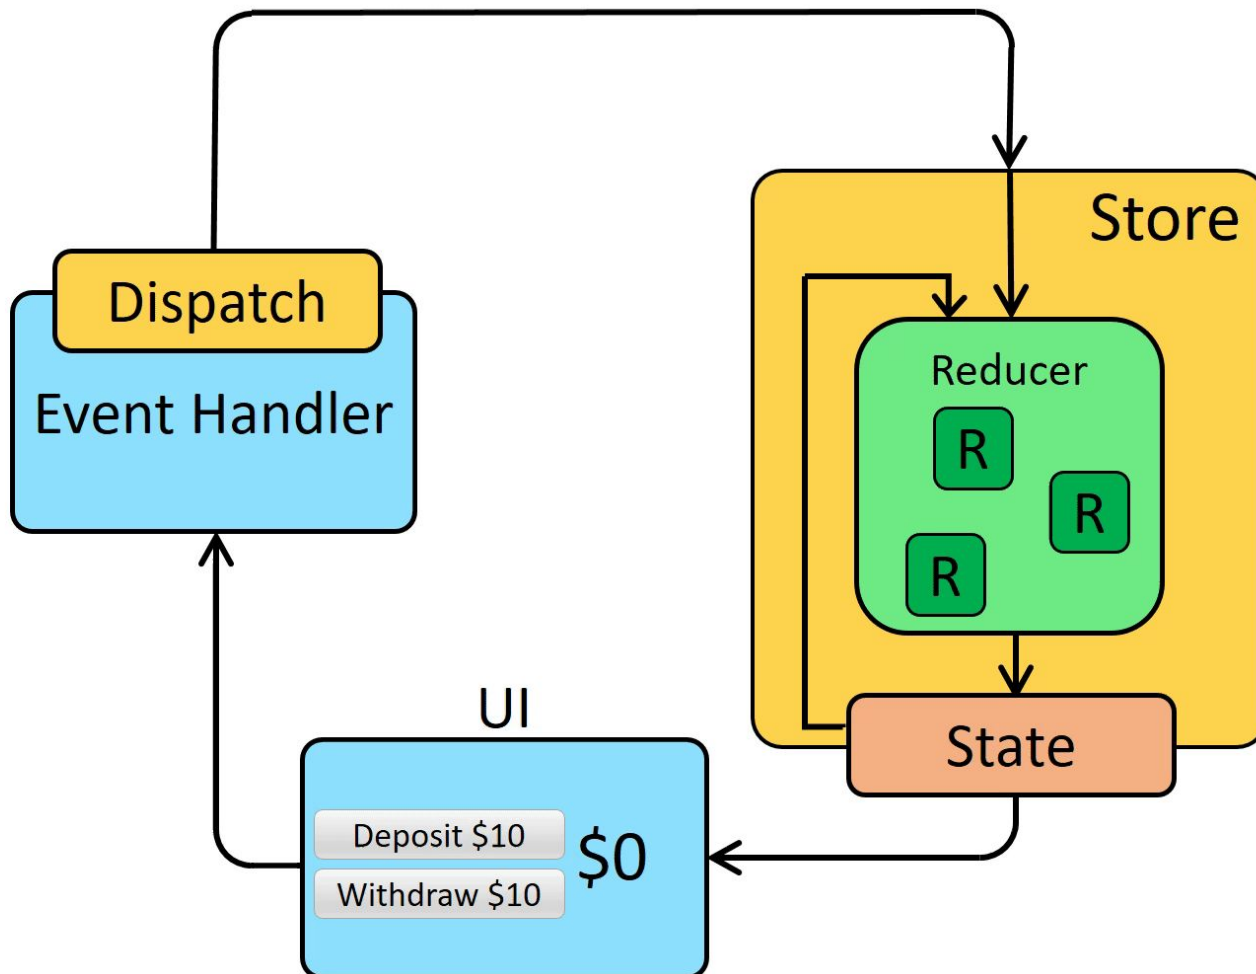 Store
Dispatch
Event Handler
Reducer
R
R
R
UI
State
Deposit $10
$0
Withdraw $10